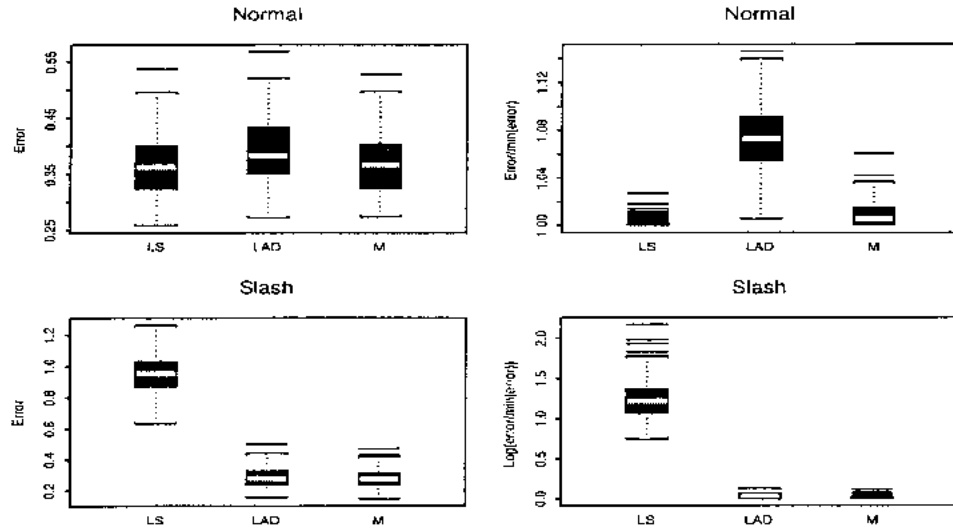 Normal
Error
0.55
0.45
0.35
0.25
LS
LAD
M
Normal
Error/min(error)
1.12
1.08
1.04
1.00
LS
LAD
M
Slash
Error
1.2
1.0
0.8
0.6
0.4
0.2
LS
LAD
M
Slash
Log(error/min(error))
2.0
1.5
1.0
0.5
0.0
LS
LAD
M